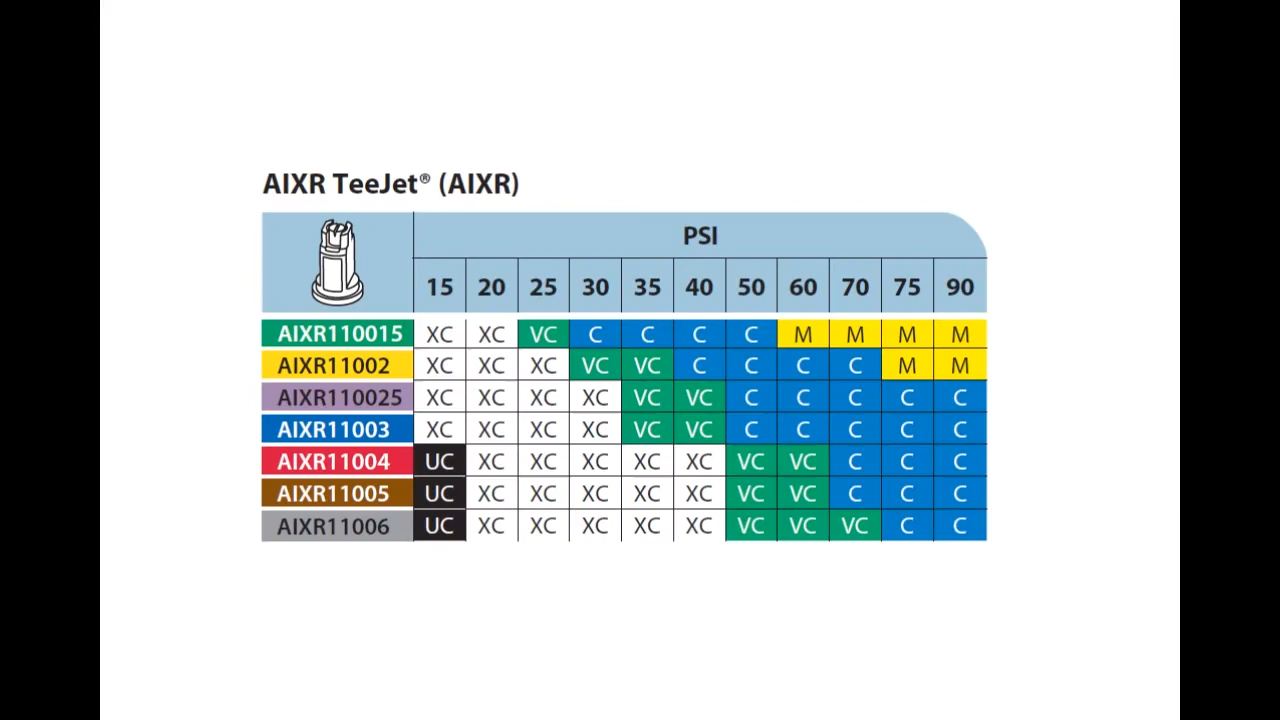 AIXR TeeJet® (AIXR)
PSI
15 20 25 30 35 40 50 60 70 75 90
AIXR110015 XC XC VC C C C C M M M M
AIXR11002 XC XC XC VC VC C C C C M M
AIXR110025 XC XC XC XC VC VC C C C C C
AIXR11003 XC XC XC XC VC VC C C C C C
AIXR11004 UC XC XC XC XC XC VC VC C C C
AIXR11005 UC XC XC XC XC XC VC VC C C C
AIXR11006 UC XC XC XC XC XC VC VC VC C C